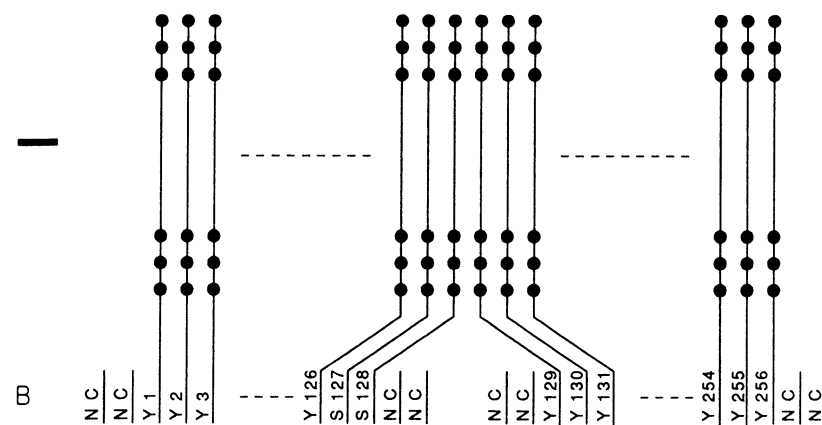 B
N C
N C
Y 1
Y 2
Y 3
Y 126
S 127
S 128
N C
N C
N C
N C
Y 129
Y 130
Y 131
Y 254
Y 255
Y 256
N C
N C